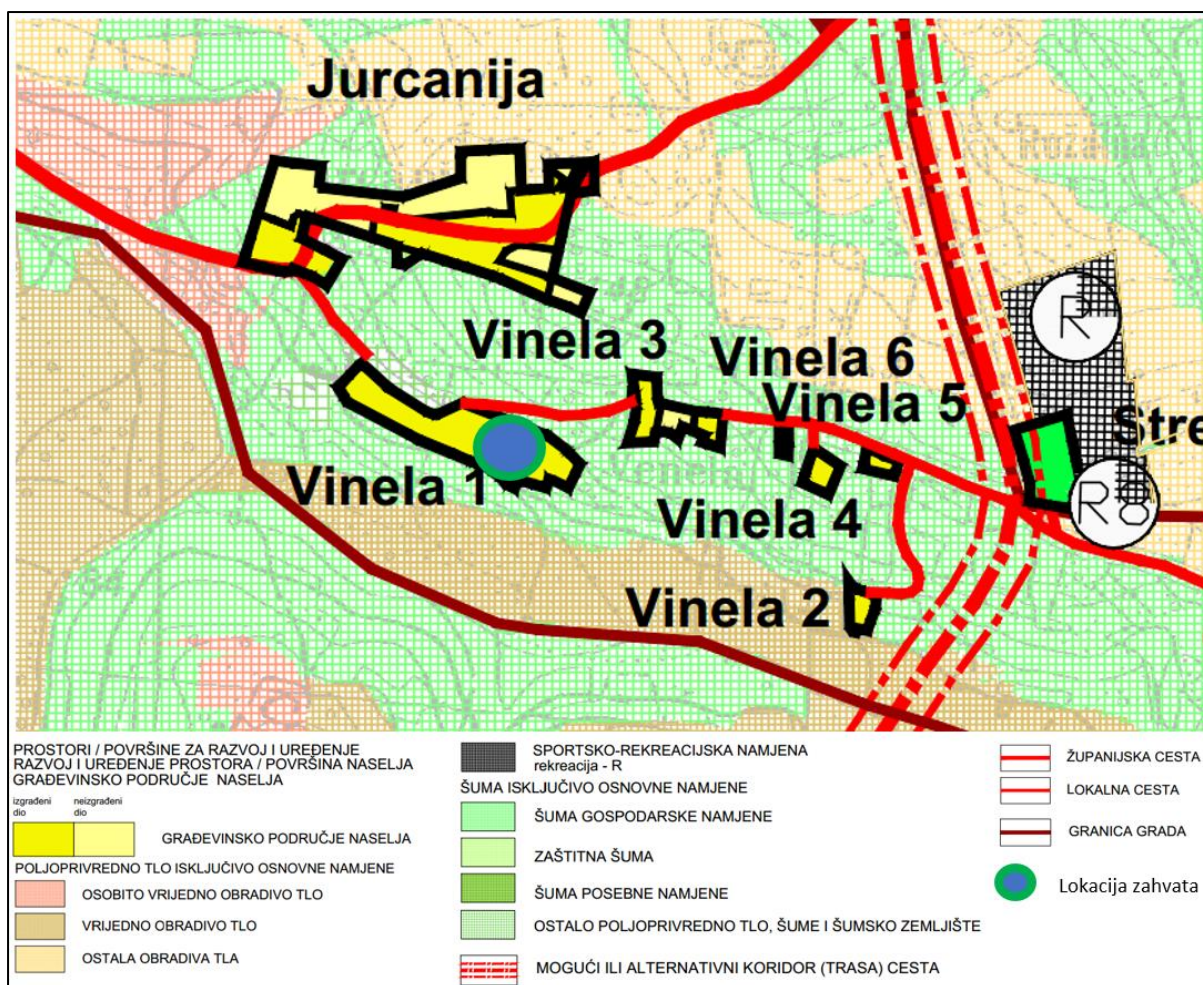 Jurcanija
Vinela 3
Vinela 6
Vinela 5
Vinela 1
Vinela 4
Vinela 2
R
Stre
R8
PROSTORI / POVRŠINE ZA RAZVOJ I UREĐENJE
RAZVOJ I UREĐENJE PROSTORA / POVRŠINA NASELJA
GRAĐEVINSKO PODRUČJE NASELJA
izgrađeni neizgrađeni
dio dio
GRAĐEVINSKO PODRUČJE NASELJA
POLJOPRIVREDNO TLO ISKLJUČIVO OSNOVNE NAMJENE
OSOBITO VRIJEDNO OBRADIVO TLO
VRIJEDNO OBRADIVO TLO
OSTALA OBRADIVA TLA
SPORTSKO-REKREACIJSKA NAMJENA
rekreacija - R
ŠUMA ISKLJUČIVO OSNOVNE NAMJENE
ŠUMA GOSPODARSKE NAMJENE
ZAŠTITNA ŠUMA
ŠUMA POSEBNE NAMJENE
OSTALO POLJOPRIVREDNO TLO, ŠUME I ŠUMSKO ZEMLJIŠTE
MOGUĆI ILI ALTERNATIVNI KORIDOR (TRASA) CESTA
ŽUPANIJSKA CESTA
LOKALNA CESTA
GRANICA GRADA
Lokacija zahvata